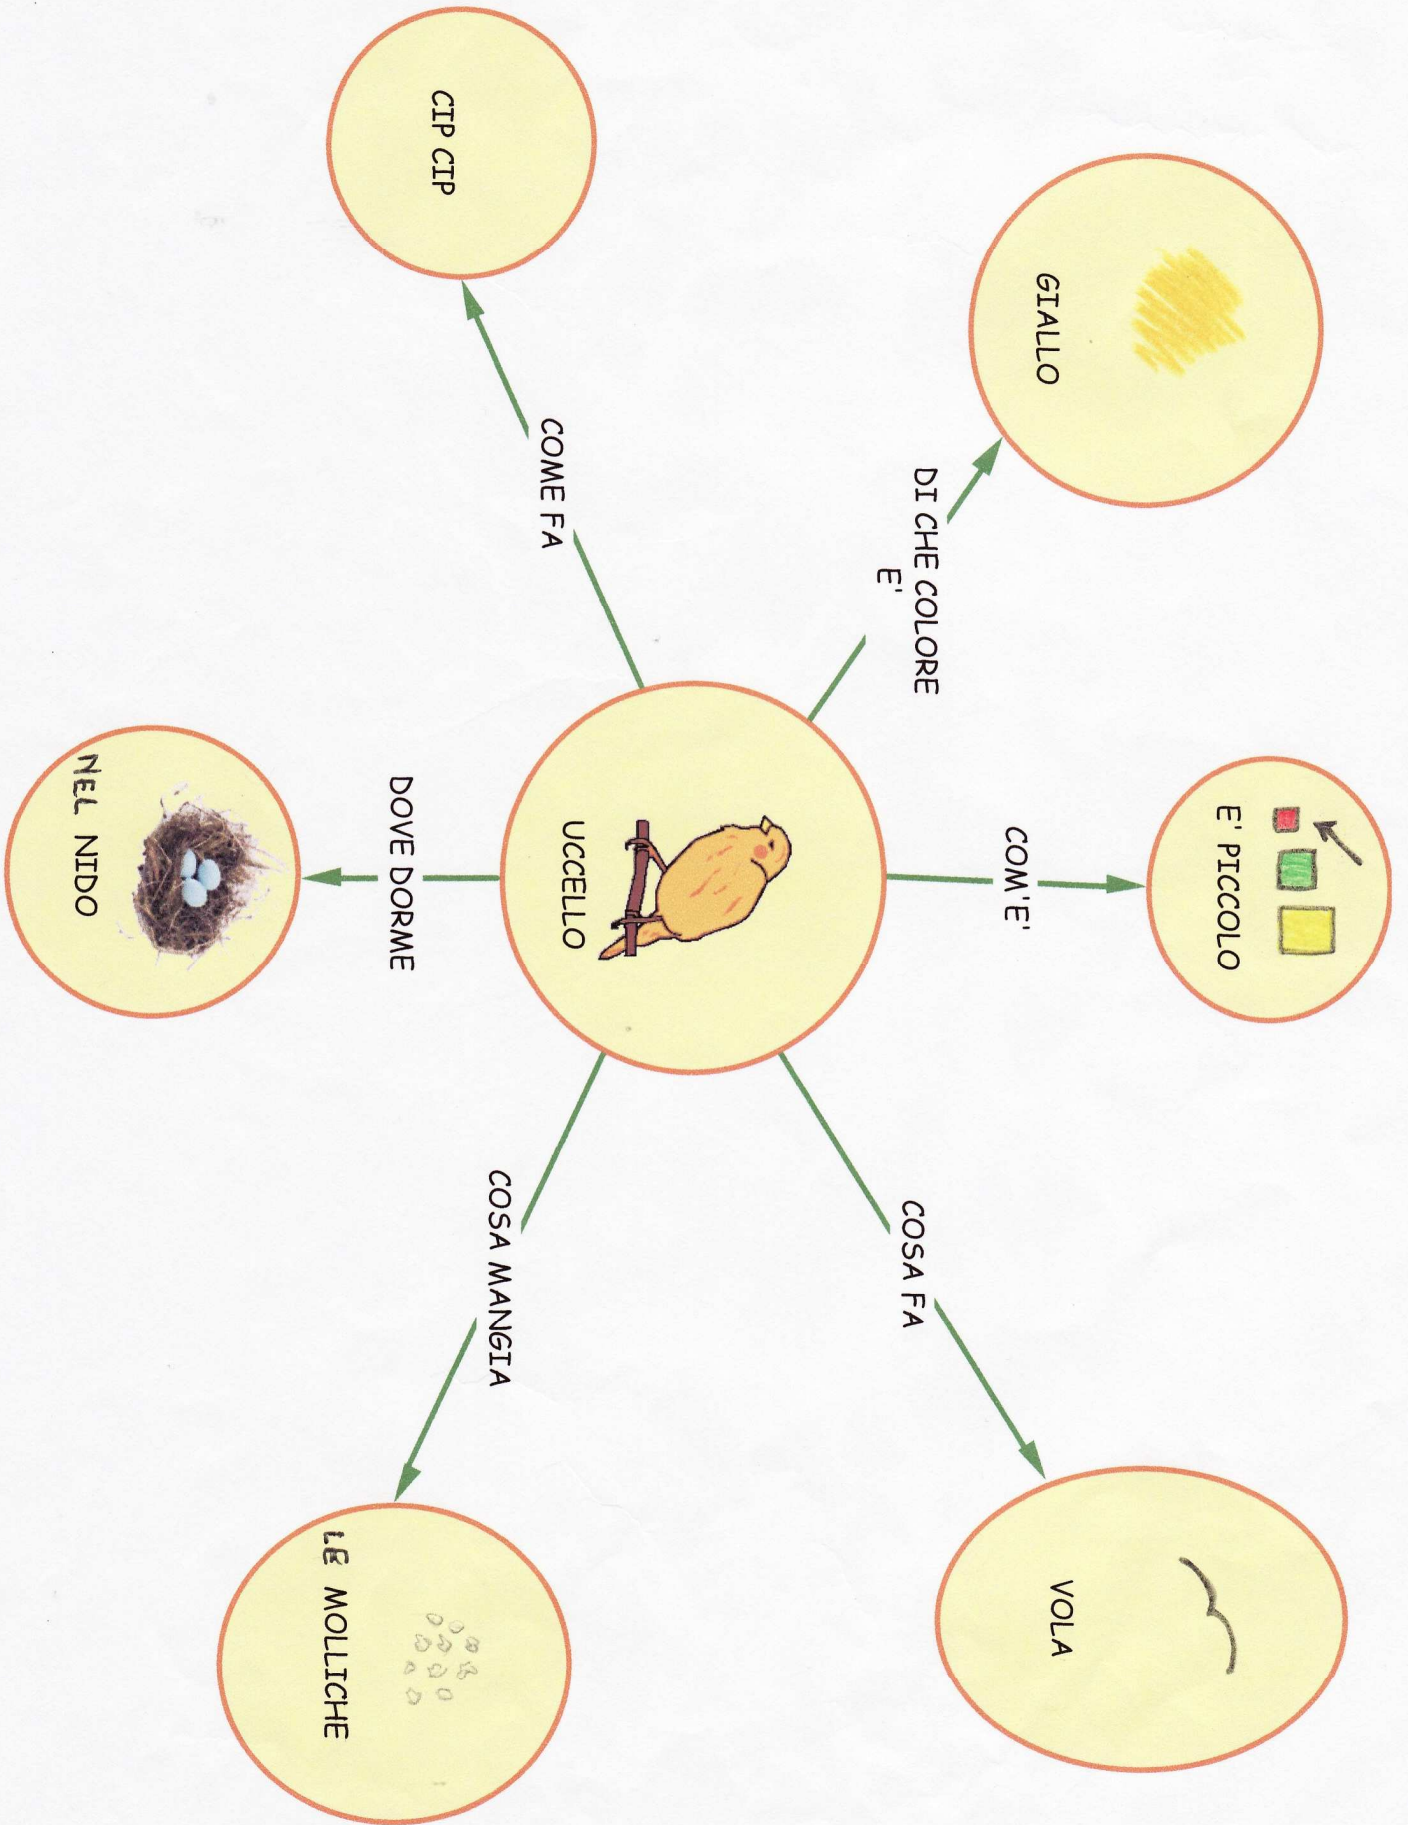 E' PICCOLO
GIALLO
VOLA
COM'E'
DI CHE COLORE
E'
COSA FA
UCCELLO
COME FA
COSA MANGIA
CIP CIP
DOVE DORME
LE MOLLICHE
NEL NIDO